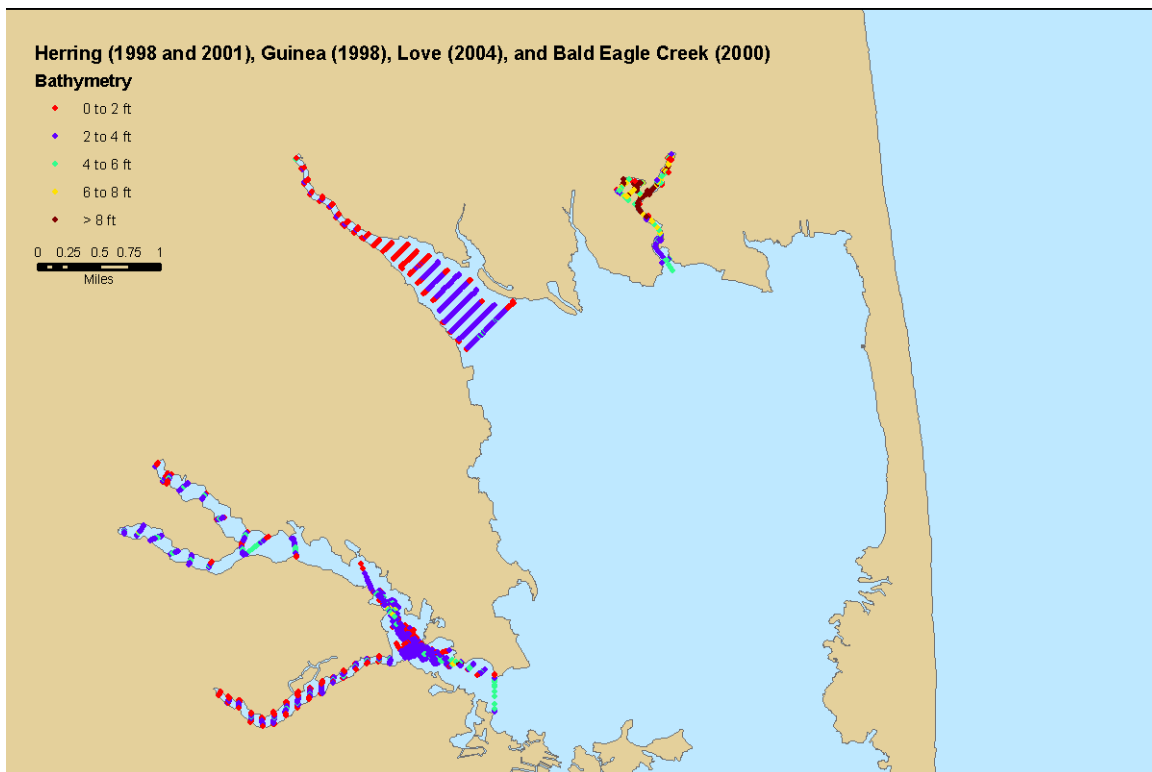 Herring (1998 and 2001), Guinea (1998), Love (2004), and Bald Eagle Creek (2000)
Bathymetry
0 to 2 ft
2 to 4 ft
4 to 6 ft
6 to 8 ft
> 8 ft
0 0.25 0.5 0.75 1
Miles